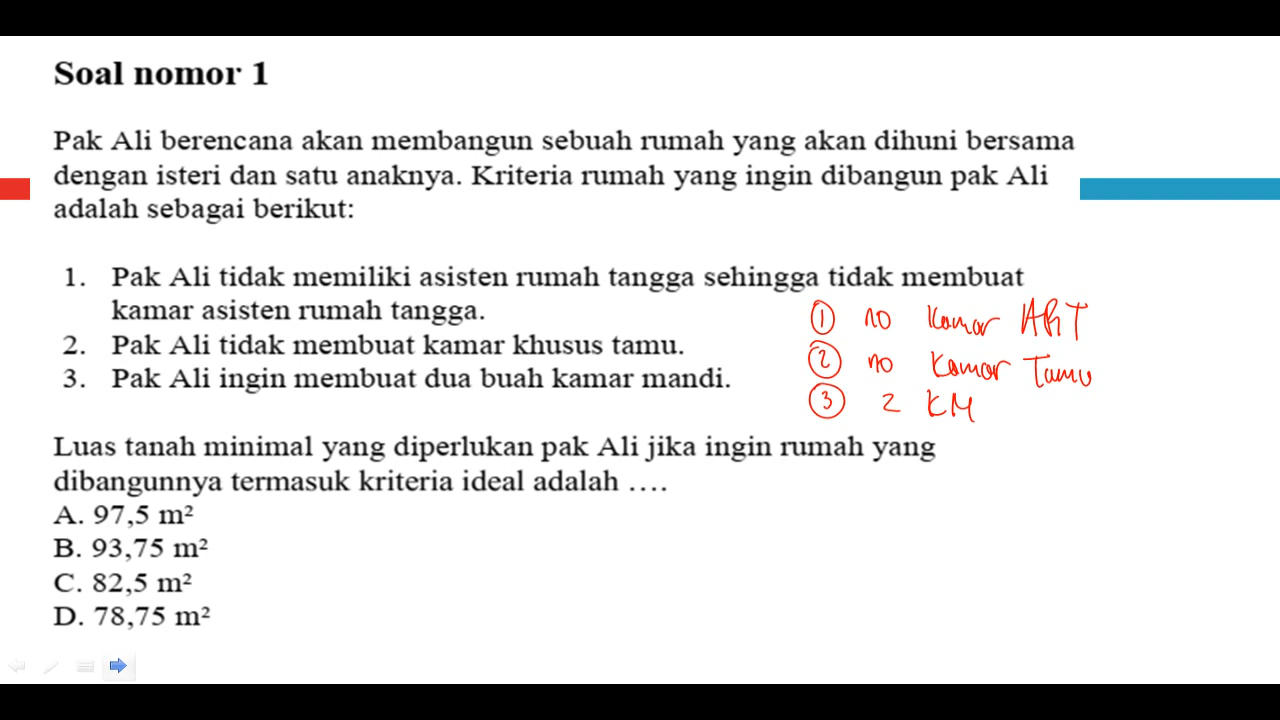 Soal nomor 1
Pak Ali berencana akan membangun sebuah rumah yang akan dihuni bersama
dengan isteri dan satu anaknya. Kriteria rumah yang ingin dibangun pak Ali
adalah sebagai berikut:
1. Pak Ali tidak memiliki asisten rumah tangga sehingga tidak membuat
kamar asisten rumah tangga.
2. Pak Ali tidak membuat kamar khusus tamu.
3. Pak Ali ingin membuat dua buah kamar mandi.
① no kamar ART
② no kamar Tamu
③ 2 KM
Luas tanah minimal yang diperlukan pak Ali jika ingin rumah yang
dibangunnya termasuk kriteria ideal adalah ….
A. 97,5 m²
B. 93,75 m²
C. 82,5 m²
D. 78,75 m²